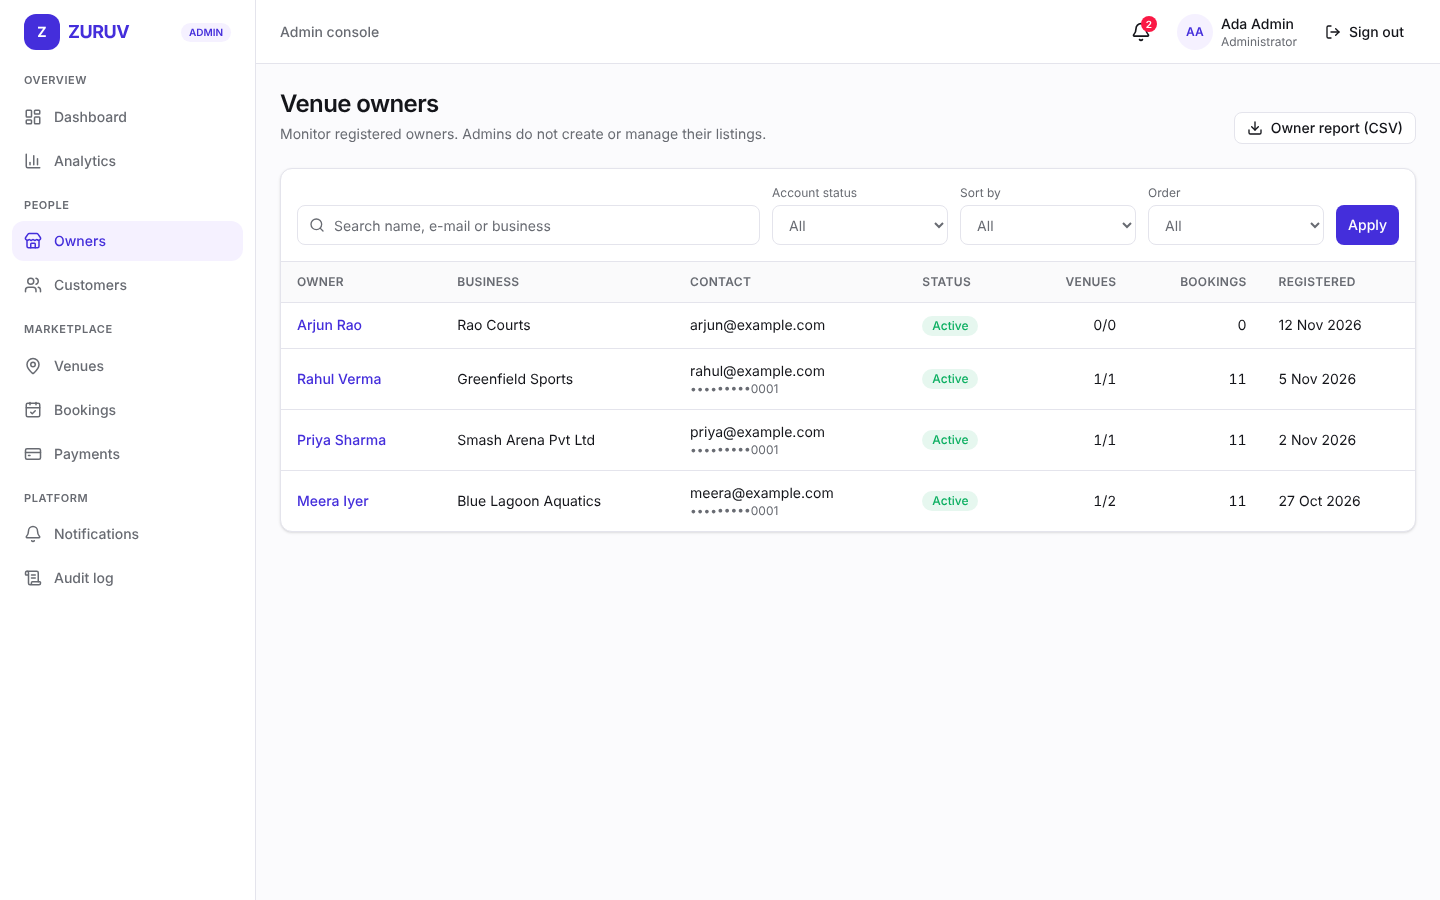 Z ZURUV ADMIN
OVERVIEW
Dashboard
Analytics
PEOPLE
Owners
Customers
MARKETPLACE
Venues
Bookings
Payments
PLATFORM
Notifications
Audit log
Admin console
2
AA
Ada Admin
Administrator
Sign out
Venue owners
Monitor registered owners. Admins do not create or manage their listings.
Owner report (CSV)
Account status Sort by Order
Search name, e-mail or business All All All Apply
OWNER BUSINESS CONTACT STATUS VENUES BOOKINGS REGISTERED
Arjun Rao Rao Courts arjun@example.com Active 0/0 0 12 Nov 2026
Rahul Verma Greenfield Sports rahul@example.com Active 1/1 11 5 Nov 2026
•••••••••0001
Priya Sharma Smash Arena Pvt Ltd priya@example.com Active 1/1 11 2 Nov 2026
•••••••••0001
Meera Iyer Blue Lagoon Aquatics meera@example.com Active 1/2 11 27 Oct 2026
•••••••••0001